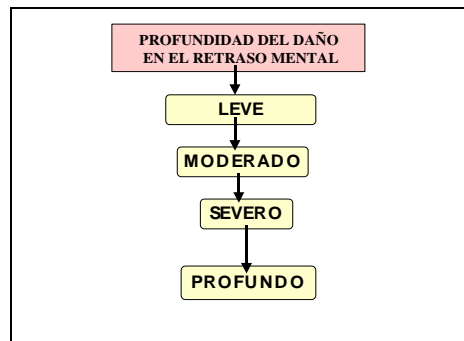 PROFUNDIDAD DEL DAÑO
EN EL RETRASO MENTAL
LEVE
MODERADO
SEVERO
PROFUNDO